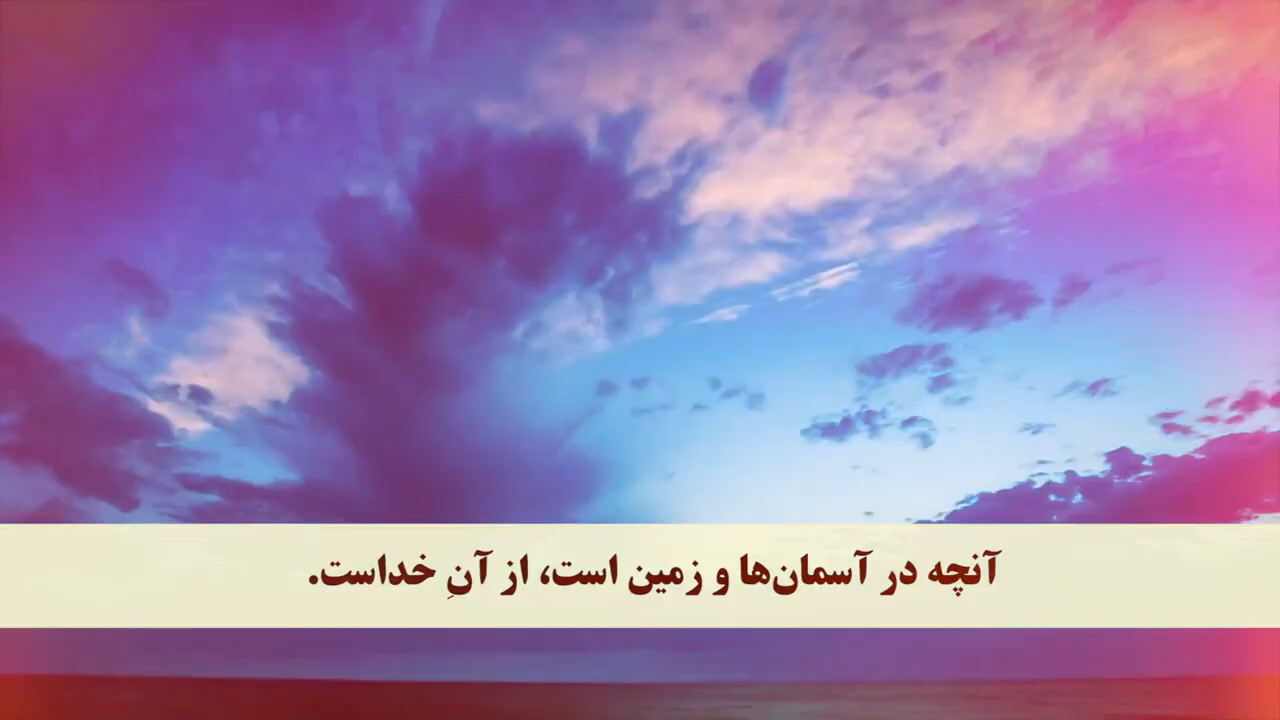 آنچه در آسمان‌ها و زمین است، از آنِ خداست.